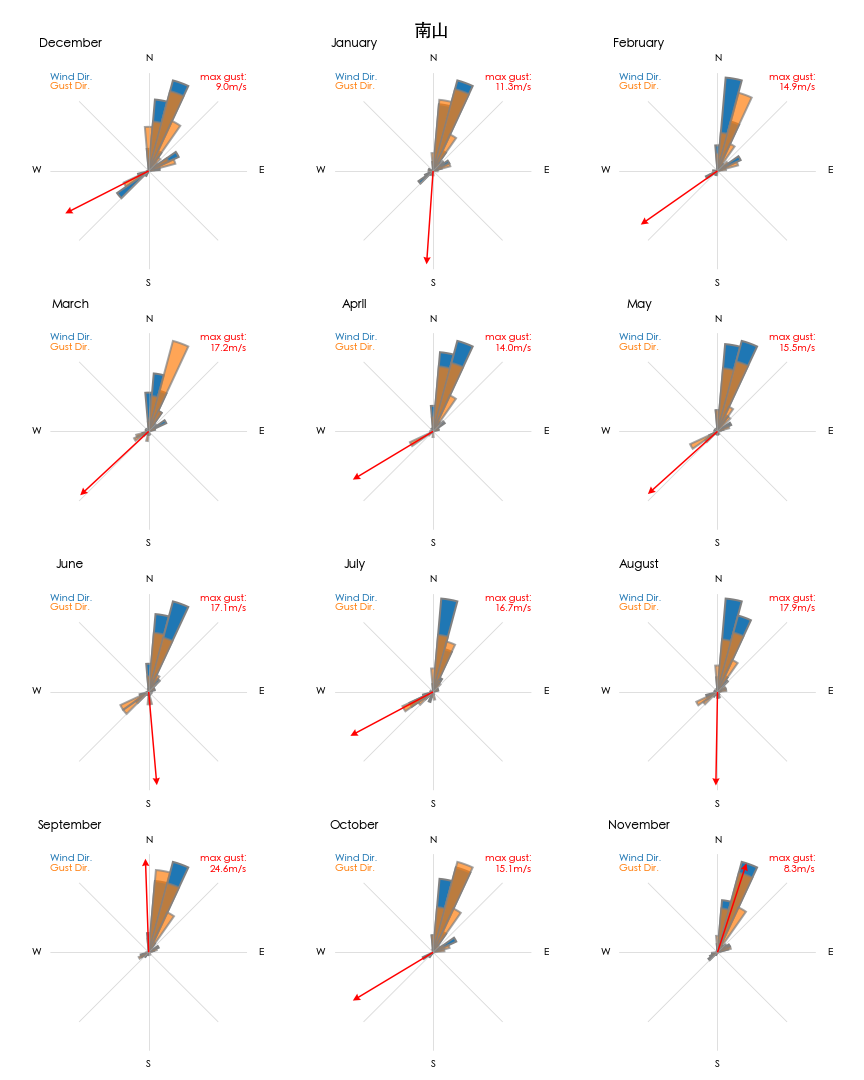 南山
December
January
February
N
N
N
Wind Dir.
Gust Dir.
max gust:
9.0m/s
Wind Dir.
Gust Dir.
max gust:
11.3m/s
Wind Dir.
Gust Dir.
max gust:
14.9m/s
W
E
W
E
W
E
S
S
S
March
April
May
N
N
N
Wind Dir.
Gust Dir.
max gust:
17.2m/s
Wind Dir.
Gust Dir.
max gust:
14.0m/s
Wind Dir.
Gust Dir.
max gust:
15.5m/s
W
E
W
E
W
E
S
S
S
June
July
August
N
N
N
Wind Dir.
Gust Dir.
max gust:
17.1m/s
Wind Dir.
Gust Dir.
max gust:
16.7m/s
Wind Dir.
Gust Dir.
max gust:
17.9m/s
W
E
W
E
W
E
S
S
S
September
October
November
N
N
N
Wind Dir.
Gust Dir.
max gust:
24.6m/s
Wind Dir.
Gust Dir.
max gust:
15.1m/s
Wind Dir.
Gust Dir.
max gust:
8.3m/s
W
E
W
E
W
E
S
S
S